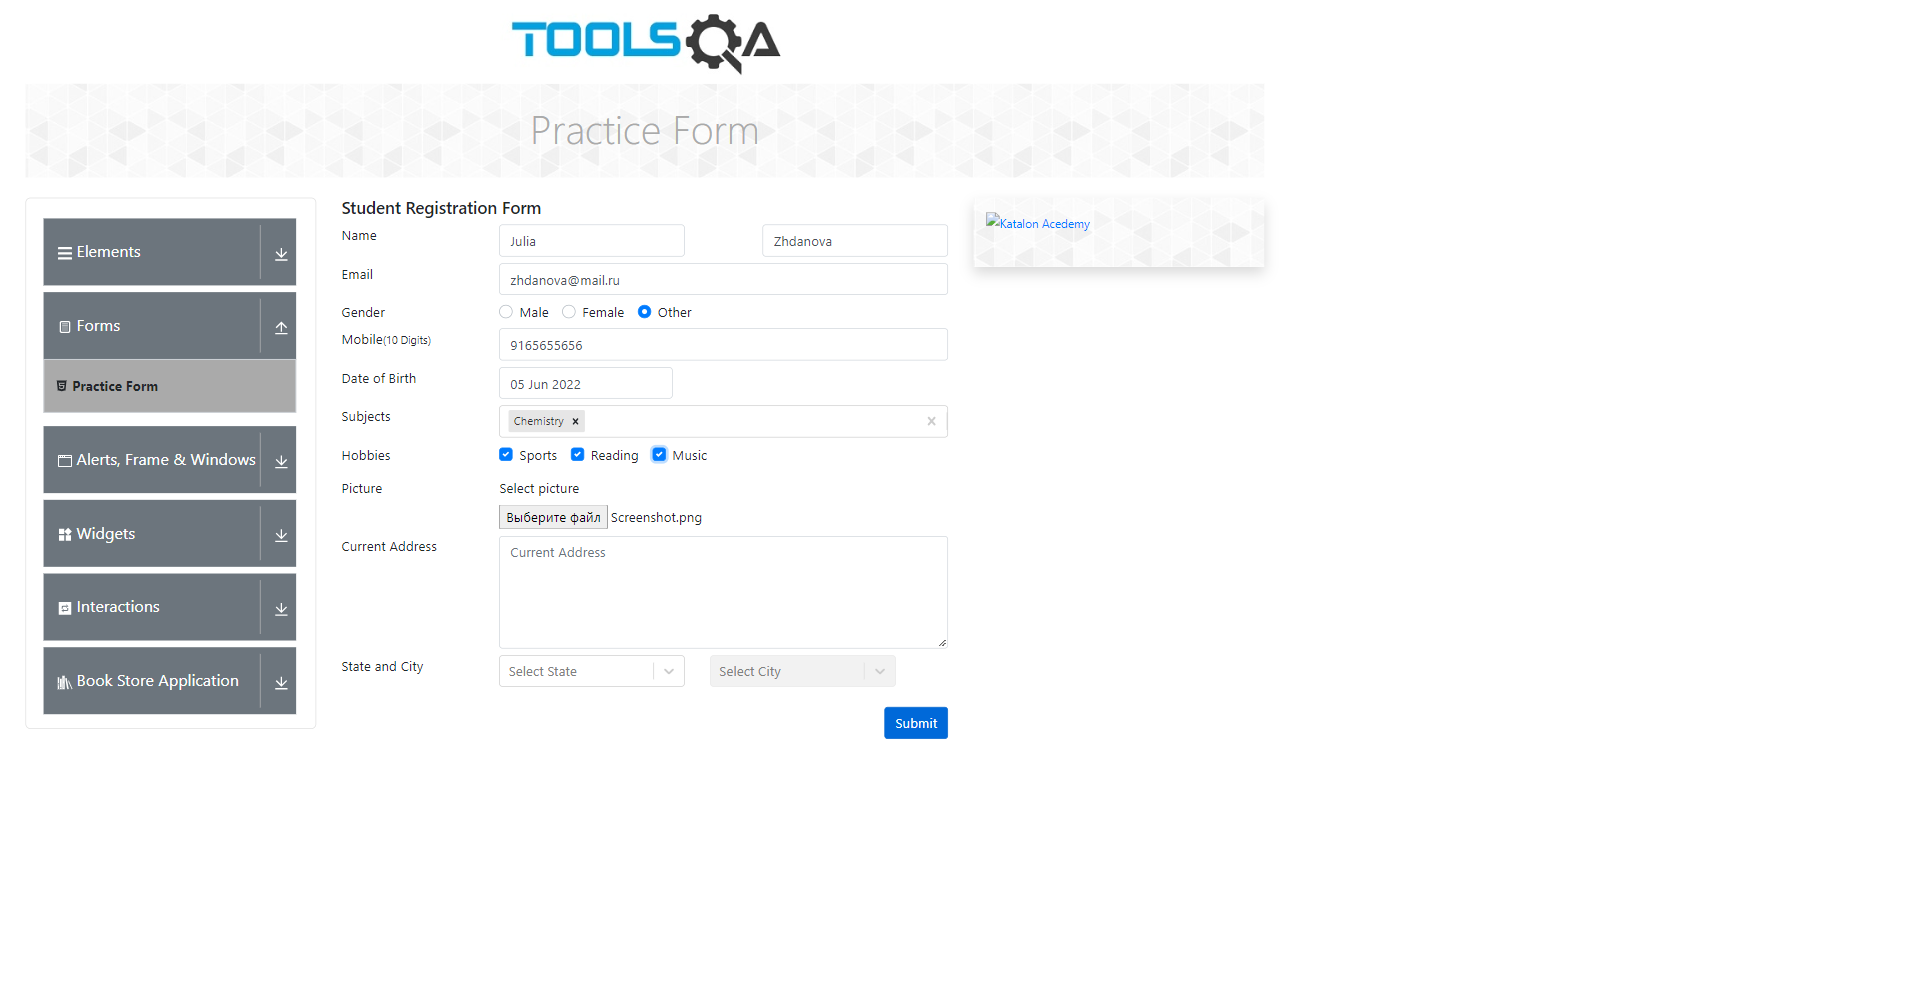 TOOLSQA
Practice Form
Elements
Forms
Practice Form
Alerts, Frame & Windows
Widgets
Interactions
Book Store Application
Student Registration Form
Name
Julia
Zhdanova
Email
zhdanova@mail.ru
Gender
Male Female Other
Mobile(10 Digits)
9165655656
Date of Birth
05 Jun 2022
Subjects
Chemistry
Hobbies
Sports Reading Music
Picture
Select picture
Выберите файл Screenshot.png
Current Address
Current Address
State and City
Select State
Select City
Submit
Katalon Acedemy